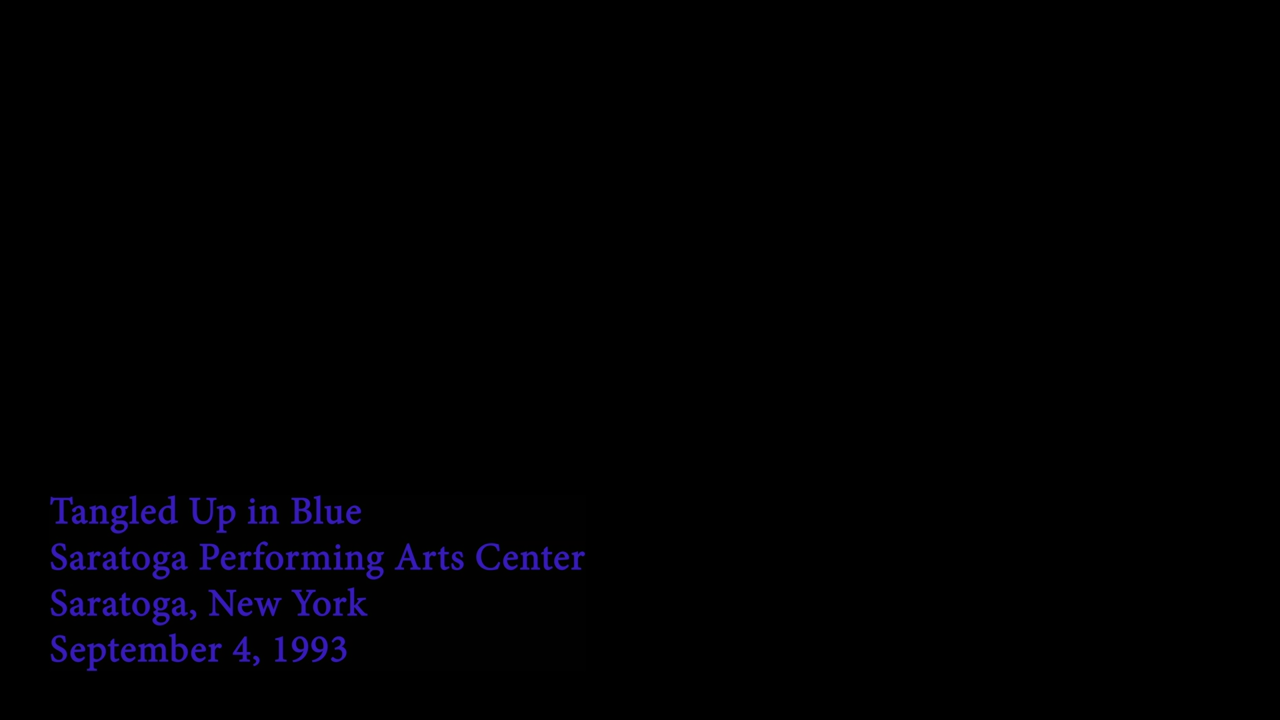 Tangled Up in Blue
Saratoga Performing Arts Center
Saratoga, New York
September 4, 1993